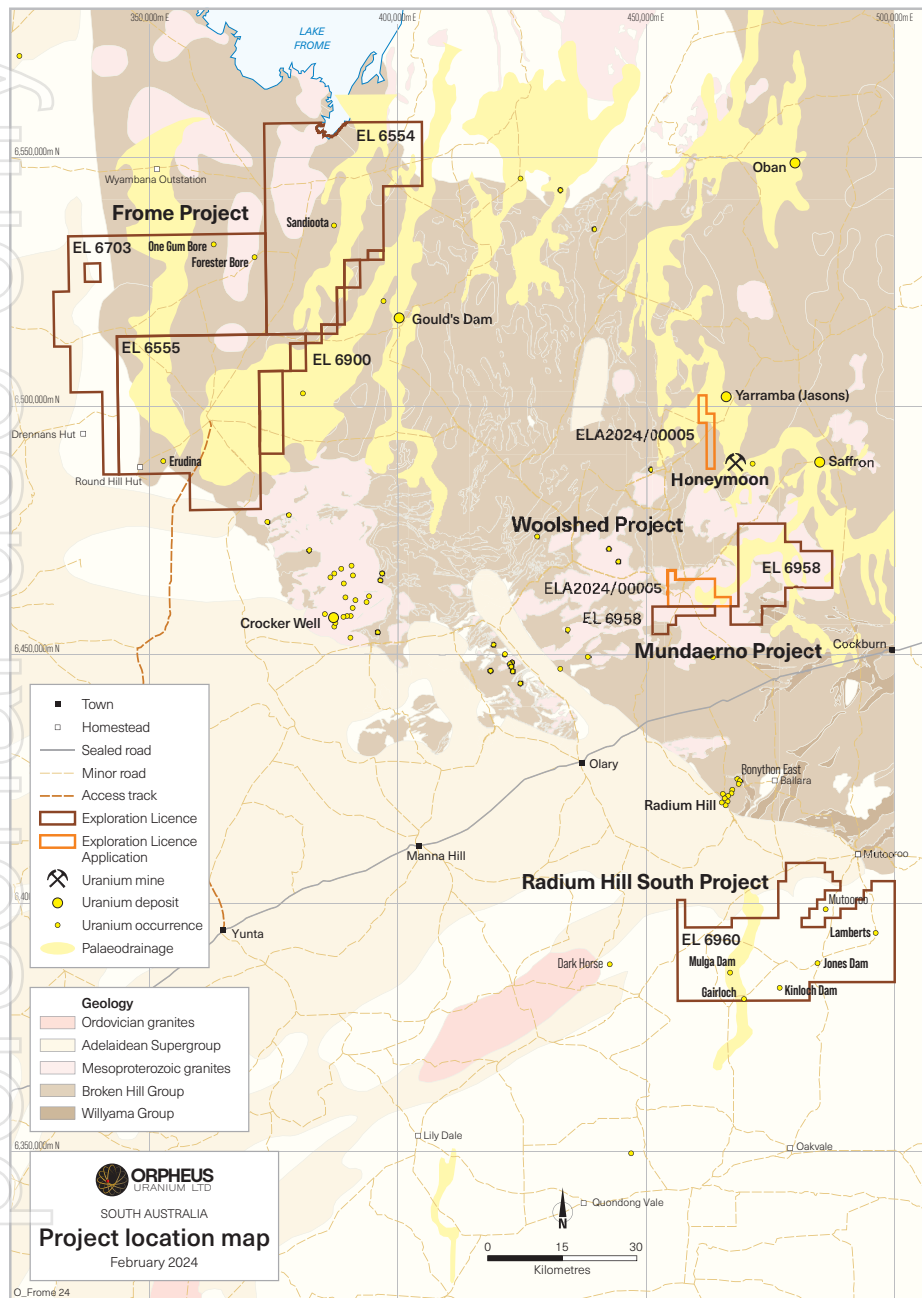 350,000m E
400,000m E
450,000m E
500,000m E
LAKE
FROME
EL 6554
6,550,000m N
Oban
Wyambana Outstation
Frome Project
Sandioota
EL 6703
One Gum Bore
Forester Bore
Gould's Dam
EL 6555
EL 6900
Yarramba (Jasons)
6,500,000m N
Drennans Hut
ELA2024/00005
Erudina
Saffron
Round Hill Hut
Honeymoon
Woolshed Project
EL 6958
ELA2024/00005
EL 6958
Crocker Well
Mundaerno Project
Cockburn
6,450,000m N
Town
Homestead
Sealed road
Minor road
Access track
Exploration Licence
Exploration Licence
Application
Uranium mine
Uranium deposit
Uranium occurrence
Palaeodrainage
Olary
Bonython East
Ballara
Radium Hill
Manna Hill
Mutooroo
Radium Hill South Project
6,400,000m N
Mutooroo
Yunta
EL 6960
Lamberts
Dark Horse
Mulga Dam
Jones Dam
Gairloch
Kinloch Dam
Geology
Ordovician granites
Adelaidean Supergroup
Mesoproterozoic granites
Broken Hill Group
Willyama Group
6,350,000m N
Lily Dale
Oakvale
Quondong Vale
N
0 15 30
Kilometres
ORPHEUS
URANIUM LTD
SOUTH AUSTRALIA
Project location map
February 2024
O_Frome 24